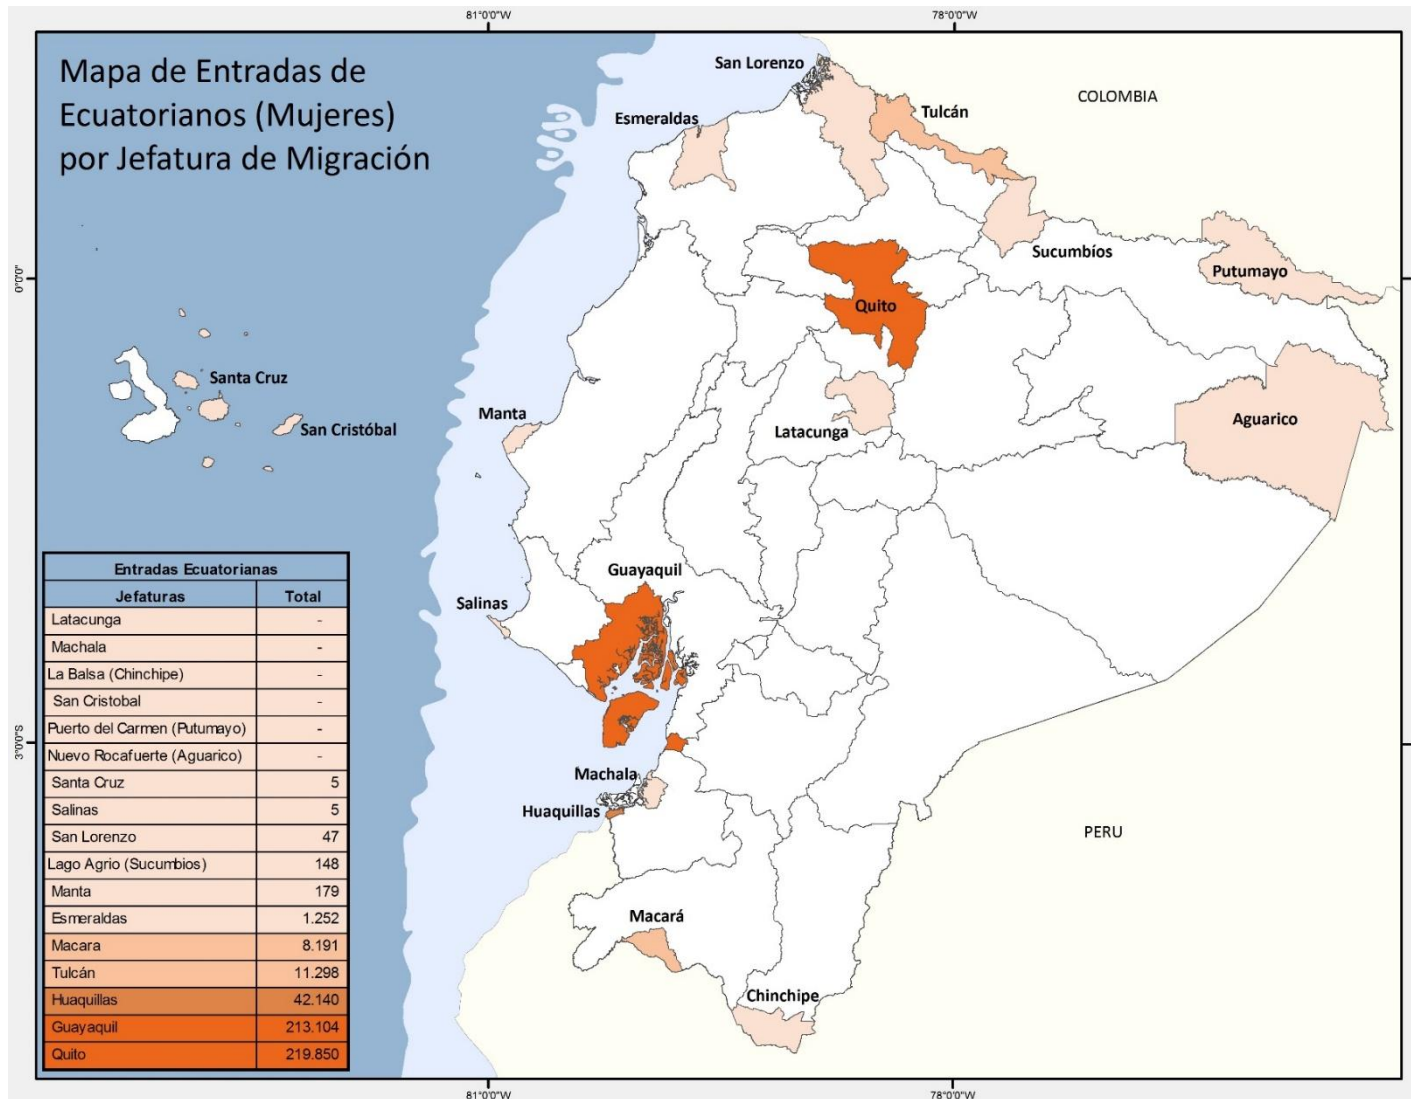 81°0'0"W
78°0'0"W
Mapa de Entradas de
Ecuatorianos (Mujeres)
por Jefatura de Migración
San Lorenzo
COLOMBIA
Tulcán
Esmeraldas
Sucumbíos
Putumayo
0°0'0"
Quito
Santa Cruz
San Cristóbal
Manta
Latacunga
Aguarico
Guayaquil
Salinas
3°0'0"S
Machala
Huaquillas
PERU
Macará
Chinchipe
Entradas Ecuatorianas
Jefaturas Total
Latacunga -
Machala -
La Balsa (Chinchipe) -
San Cristobal -
Puerto del Carmen (Putumayo) -
Nuevo Rocafuerte (Aguarico) -
Santa Cruz 5
Salinas 5
San Lorenzo 47
Lago Agrio (Sucumbios) 148
Manta 179
Esmeraldas 1.252
Macara 8.191
Tulcán 11.298
Huaquillas 42.140
Guayaquil 213.104
Quito 219.850
81°0'0"W
78°0'0"W